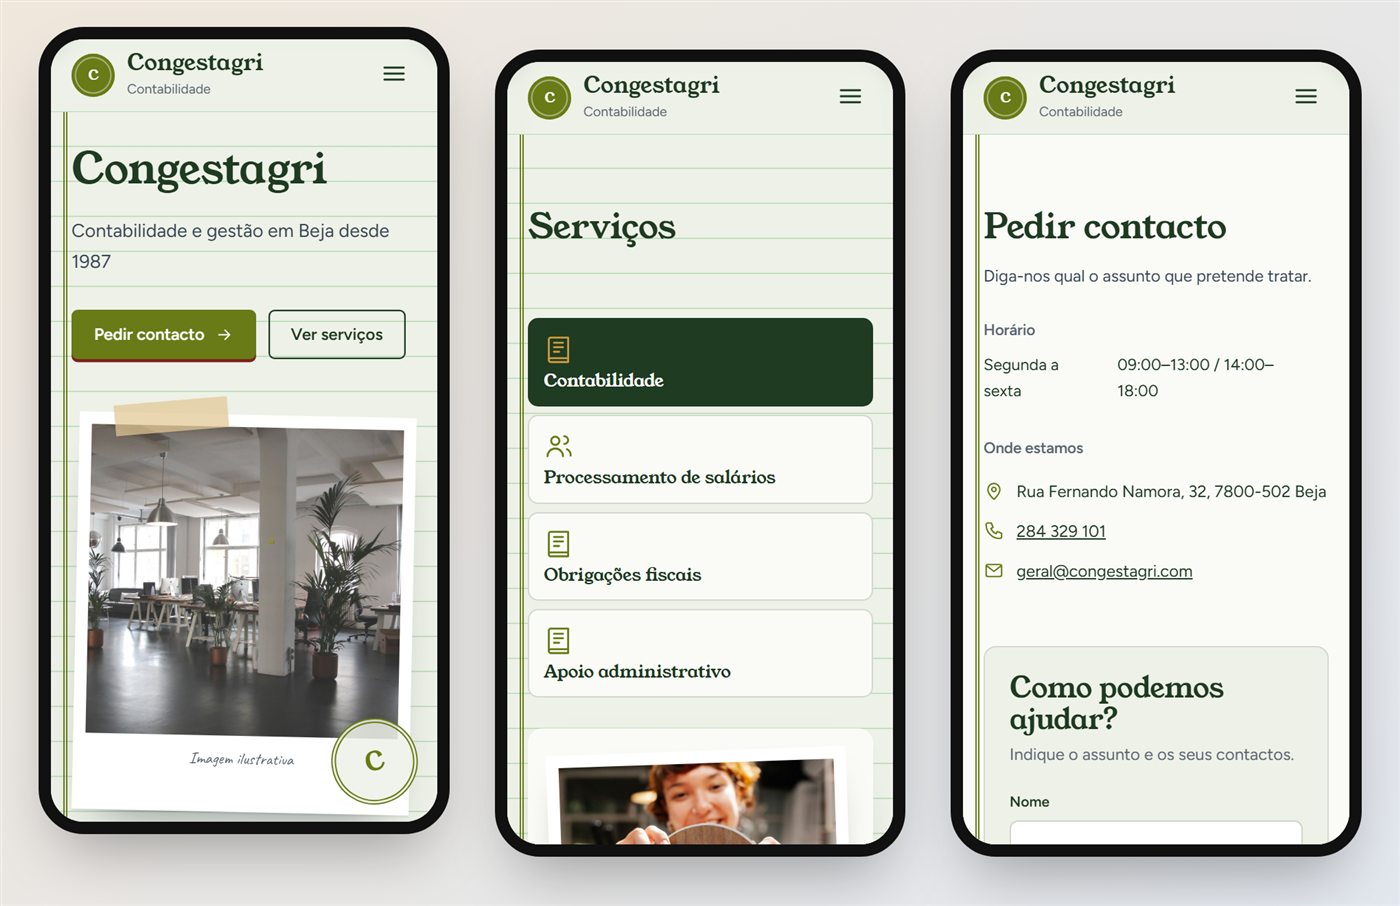 C
Congestagri
Contabilidade
Congestagri
Contabilidade e gestão em Beja desde
1987
Pedir contacto →
Ver serviços
Imagem ilustrativa
C
C
Congestagri
Contabilidade
Serviços
Contabilidade
Processamento de salários
Obrigações fiscais
Apoio administrativo
C
Congestagri
Contabilidade
Pedir contacto
Diga-nos qual o assunto que pretende tratar.
Horário
Segunda a
sexta
09:00–13:00 / 14:00–
18:00
Onde estamos
Rua Fernando Namora, 32, 7800-502 Beja
284 329 101
geral@congestagri.com
Como podemos
ajudar?
Indique o assunto e os seus contactos.
Nome